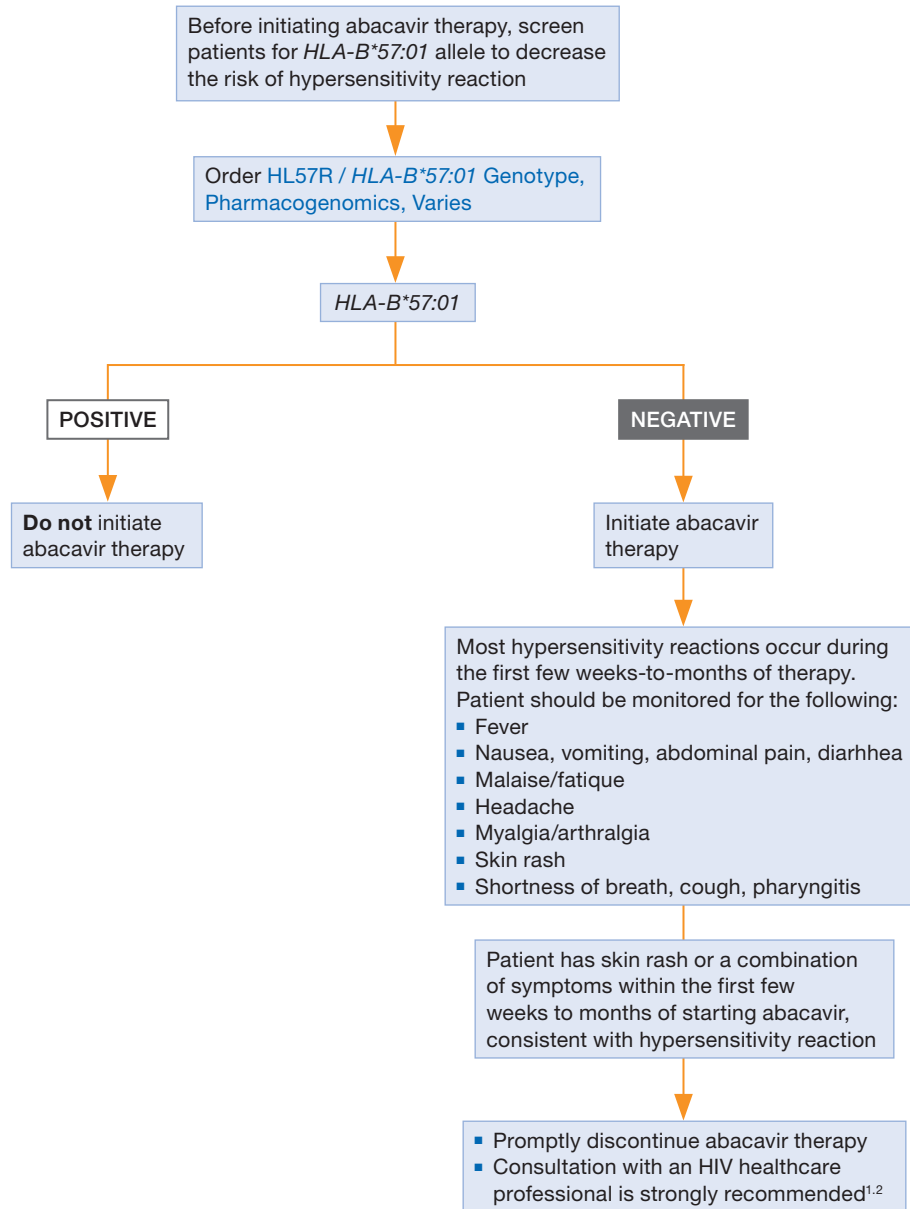 Before initiating abacavir therapy, screen
patients for HLA-B*57:01 allele to decrease
the risk of hypersensitivity reaction
Order HL57R / HLA-B*57:01 Genotype,
Pharmacogenomics, Varies
HLA-B*57:01
POSITIVE
NEGATIVE
Do not initiate
abacavir therapy
Initiate abacavir
therapy
Most hypersensitivity reactions occur during
the first few weeks-to-months of therapy.
Patient should be monitored for the following:
▪ Fever
▪ Nausea, vomiting, abdominal pain, diarhhea
▪ Malaise/fatique
▪ Headache
▪ Myalgia/arthralgia
▪ Skin rash
▪ Shortness of breath, cough, pharyngitis
Patient has skin rash or a combination
of symptoms within the first few
weeks to months of starting abacavir,
consistent with hypersensitivity reaction
▪ Promptly discontinue abacavir therapy
▪ Consultation with an HIV healthcare
professional is strongly recommended1.2